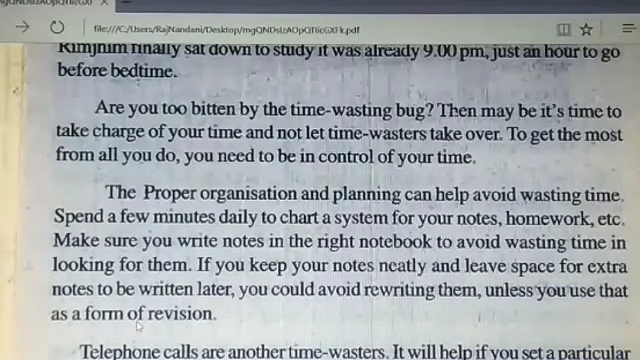 file:///C:/Users/RajNandani/Desktop/mgQNDsIzAOpQTIicGXFk.pdf
Rimjhim finally sat down to study it was already 9.00 pm, just an hour to go
before bedtime.
Are you too bitten by the time-wasting bug? Then may be it's time to
take charge of your time and not let time-wasters take over. To get the most
from all you do, you need to be in control of your time.
The Proper organisation and planning can help avoid wasting time.
Spend a few minutes daily to chart a system for your notes, homework, etc.
Make sure you write notes in the right notebook to avoid wasting time in
looking for them. If you keep your notes neatly and leave space for extra
notes to be written later, you could avoid rewriting them, unless you use that
as a form of revision.
Telephone calls are another time-wasters. It will help if you set a particular